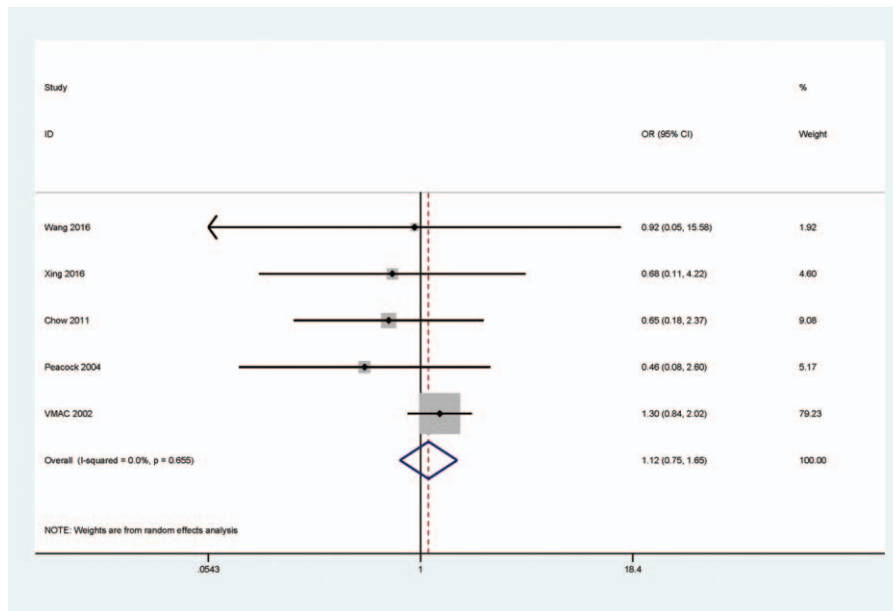 Study %
ID OR (95% CI) Weight
Wang 2016 0.92 (0.05, 15.58) 1.92
Xing 2016 0.68 (0.11, 4.22) 4.60
Chow 2011 0.65 (0.18, 2.37) 9.08
Peacock 2004 0.46 (0.08, 2.60) 5.17
VMAC 2002 1.30 (0.84, 2.02) 79.23
Overall (I-squared = 0.0%, p = 0.655) 1.12 (0.75, 1.65) 100.00
NOTE: Weights are from random effects analysis
.0543 1 18.4